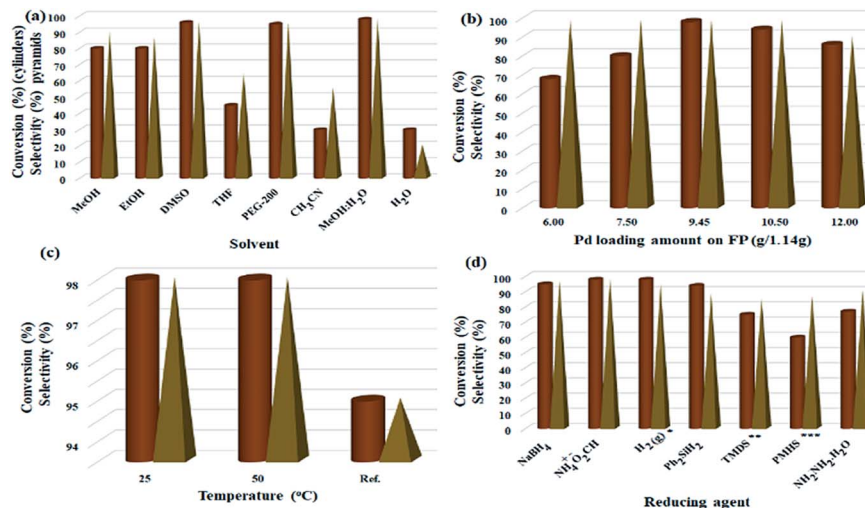 (a)
Conversion (%) (cylinders)
Selectivity (%) pyramids
100
90
80
70
60
50
40
30
20
10
0
MeOH
EtOH
DMSO
THF
PEG-200
CH3CN
MeOH:H2O
H2O
Solvent
(b)
Conversion (%)
Selectivity (%)
100
90
80
70
60
50
40
30
20
10
0
6.00 7.50 9.45 10.50 12.00
Pd loading amount on FP (g/1.14g)
(c)
Conversion (%)
Selectivity (%)
98
97
96
95
94
25 50 Ref.
Temperature (°C)
(d)
Conversion (%)
Selectivity (%)
100
90
80
70
60
50
40
30
20
10
0
NaBH4
NH4+O2CH-
H2(g)*
Ph2SiH2
TMDS**
PMHS***
NH2NH2.H2O
Reducing agent